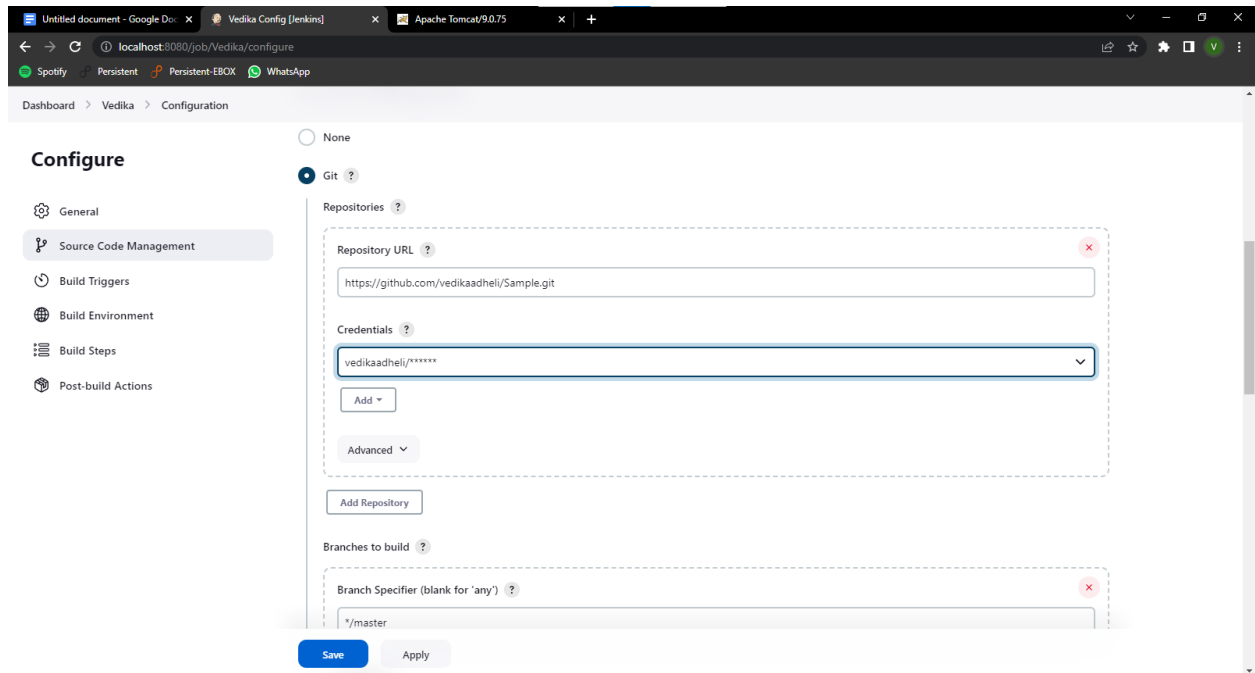 Untitled document - Google Doc
Vedika Config [Jenkins]
Apache Tomcat/9.0.75
localhost:8080/job/Vedika/configure
V
Spotify
Persistent
Persistent-EBOX
WhatsApp
Dashboard > Vedika > Configuration
Configure
General
Source Code Management
Build Triggers
Build Environment
Build Steps
Post-build Actions
None
Git ?
Repositories ?
Repository URL ?
https://github.com/vedikaadheli/Sample.git
Credentials ?
vedikaadheli/******
Add
Advanced
Add Repository
Branches to build ?
Branch Specifier (blank for 'any') ?
*/master
Save
Apply